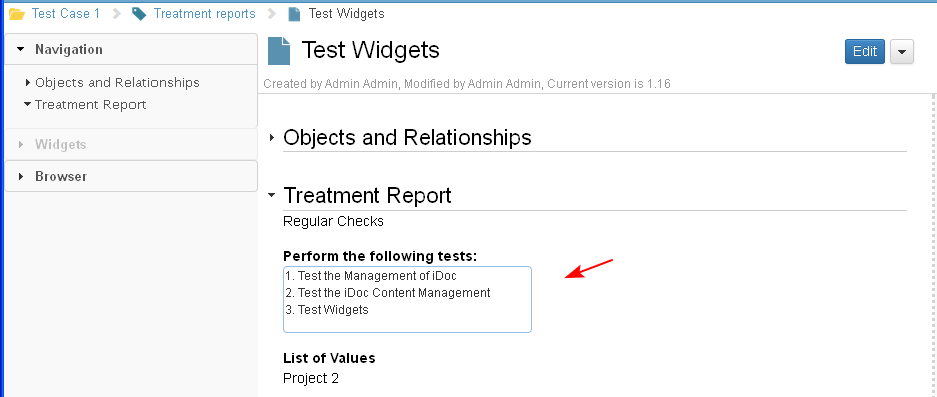 Test Case 1 Treatment reports Test Widgets
Navigation
Objects and Relationships
Treatment Report
Widgets
Browser
Test Widgets
Edit
Created by Admin Admin, Modified by Admin Admin, Current version is 1.16
Objects and Relationships
Treatment Report
Regular Checks
Perform the following tests:
1. Test the Management of iDoc
2. Test the iDoc Content Management
3. Test Widgets
List of Values
Project 2